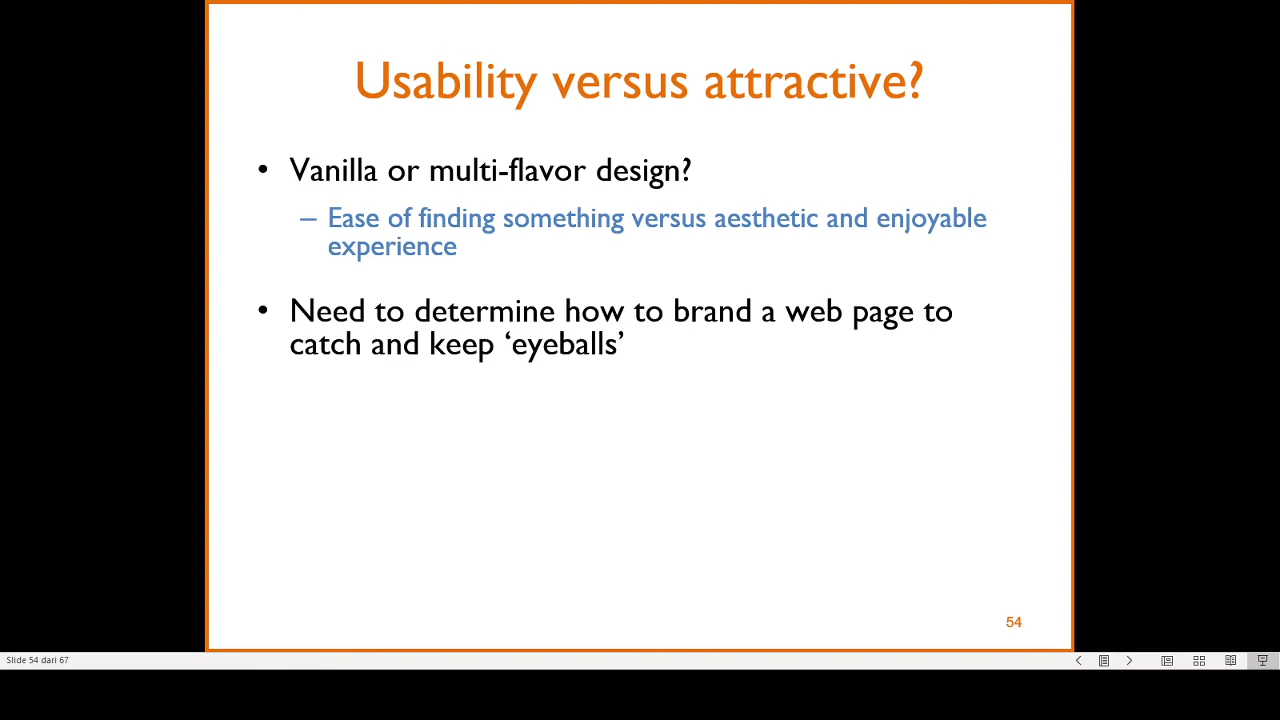 Usability versus attractive?
• Vanilla or multi-flavor design?
– Ease of finding something versus aesthetic and enjoyable
experience
• Need to determine how to brand a web page to
catch and keep ‘eyeballs’
54
Slide 54 dari 67